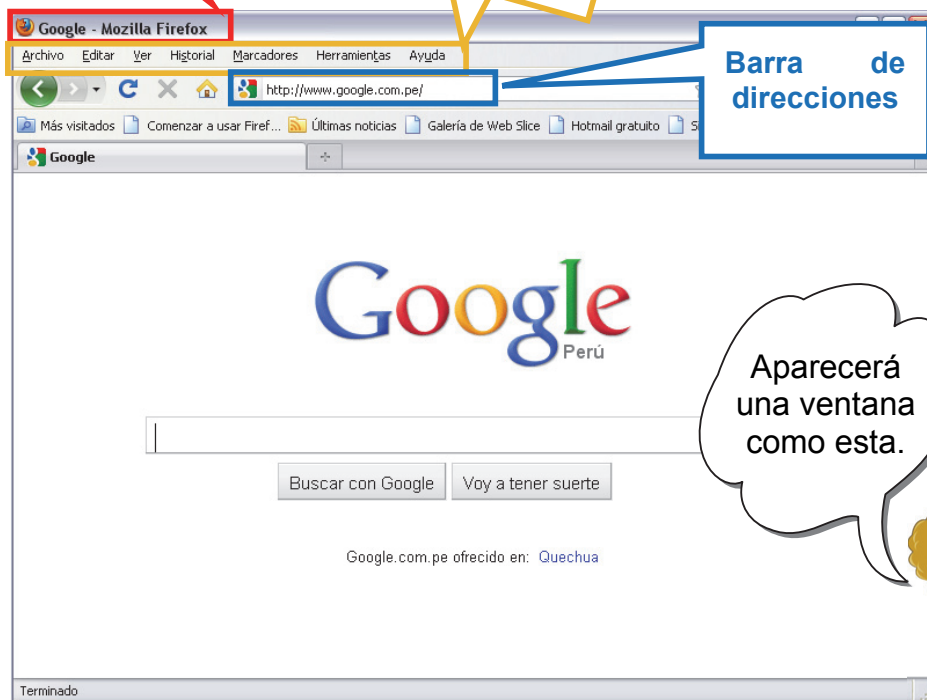 Google - Mozilla Firefox
Archivo Editar Ver Historial Marcadores Herramientas Ayuda
http://www.google.com.pe/
Barra de
direcciones
Más visitados Comenzar a usar Firef... Últimas noticias Galería de Web Slice Hotmail gratuito
Google
Google
Perú
Aparecerá
una ventana
como esta.
Buscar con Google Voy a tener suerte
Google.com.pe ofrecido en: Quechua
Terminado